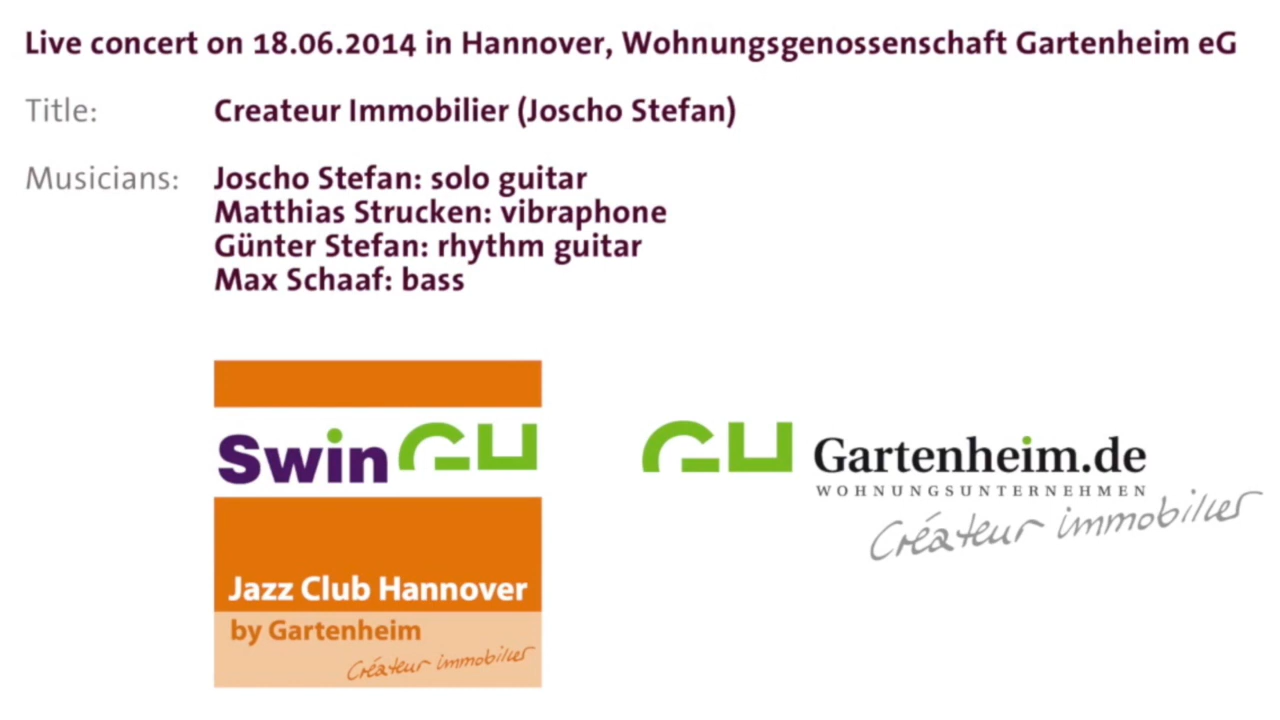 Live concert on 18.06.2014 in Hannover, Wohnungsgenossenschaft Gartenheim eG
Title: Createur Immobilier (Joscho Stefan)
Musicians: Joscho Stefan: solo guitar
Matthias Strucken: vibraphone
Günter Stefan: rhythm guitar
Max Schaaf: bass
Swin GH
GH Gartenheim.de
WOHNUNGSUNTERNEHMEN
Créateur immobilier
Jazz Club Hannover
by Gartenheim
Créateur immobilier